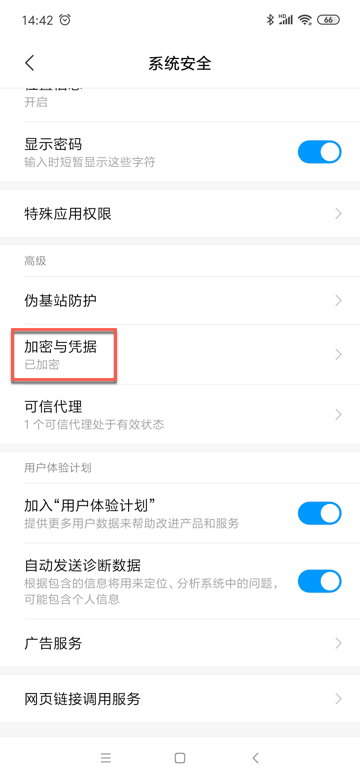 14:42
HD
66
系统安全
开启
显示密码
输入时短暂显示这些字符
特殊应用权限
高级
伪基站防护
加密与凭据
已加密
可信代理
1 个可信代理处于有效状态
用户体验计划
加入“用户体验计划”
提供更多用户数据来帮助改进产品和服务
自动发送诊断数据
根据包含的信息将用来定位、分析系统中的问题，
可能包含个人信息
广告服务
网页链接调用服务